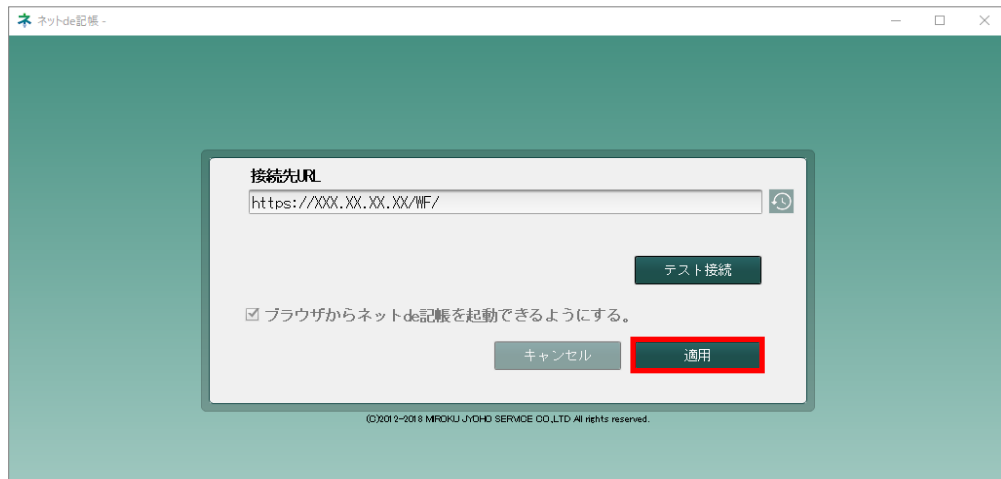 ネットde記帳 -
接続先URL
https://XXX.XX.XX.XX/WF/
テスト接続
ブラウザからネットde記帳を起動できるようにする。
キャンセル
適用
(C)2012-2018 MIROKU JYOHO SERVICE CO.,LTD All rights reserved.